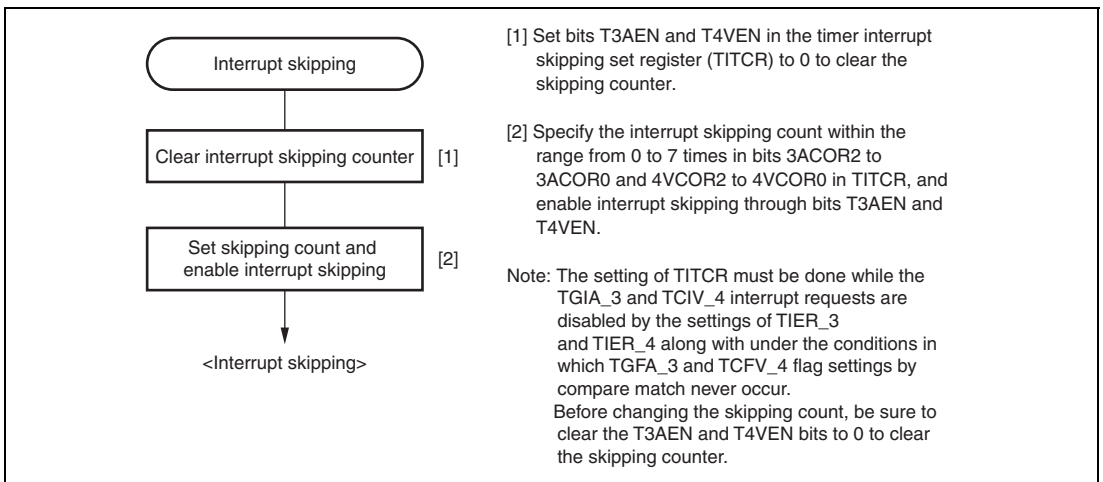 Interrupt skipping
Clear interrupt skipping counter
[1]
Set skipping count and
enable interrupt skipping
[2]
<Interrupt skipping>
[1] Set bits T3AEN and T4VEN in the timer interrupt
skipping set register (TITCR) to 0 to clear the
skipping counter.
[2] Specify the interrupt skipping count within the
range from 0 to 7 times in bits 3ACOR2 to
3ACOR0 and 4VCOR2 to 4VCOR0 in TITCR, and
enable interrupt skipping through bits T3AEN and
T4VEN.
Note: The setting of TITCR must be done while the
TGIA_3 and TCIV_4 interrupt requests are
disabled by the settings of TIER_3
and TIER_4 along with under the conditions in
which TGFA_3 and TCFV_4 flag settings by
compare match never occur.
Before changing the skipping count, be sure to
clear the T3AEN and T4VEN bits to 0 to clear
the skipping counter.